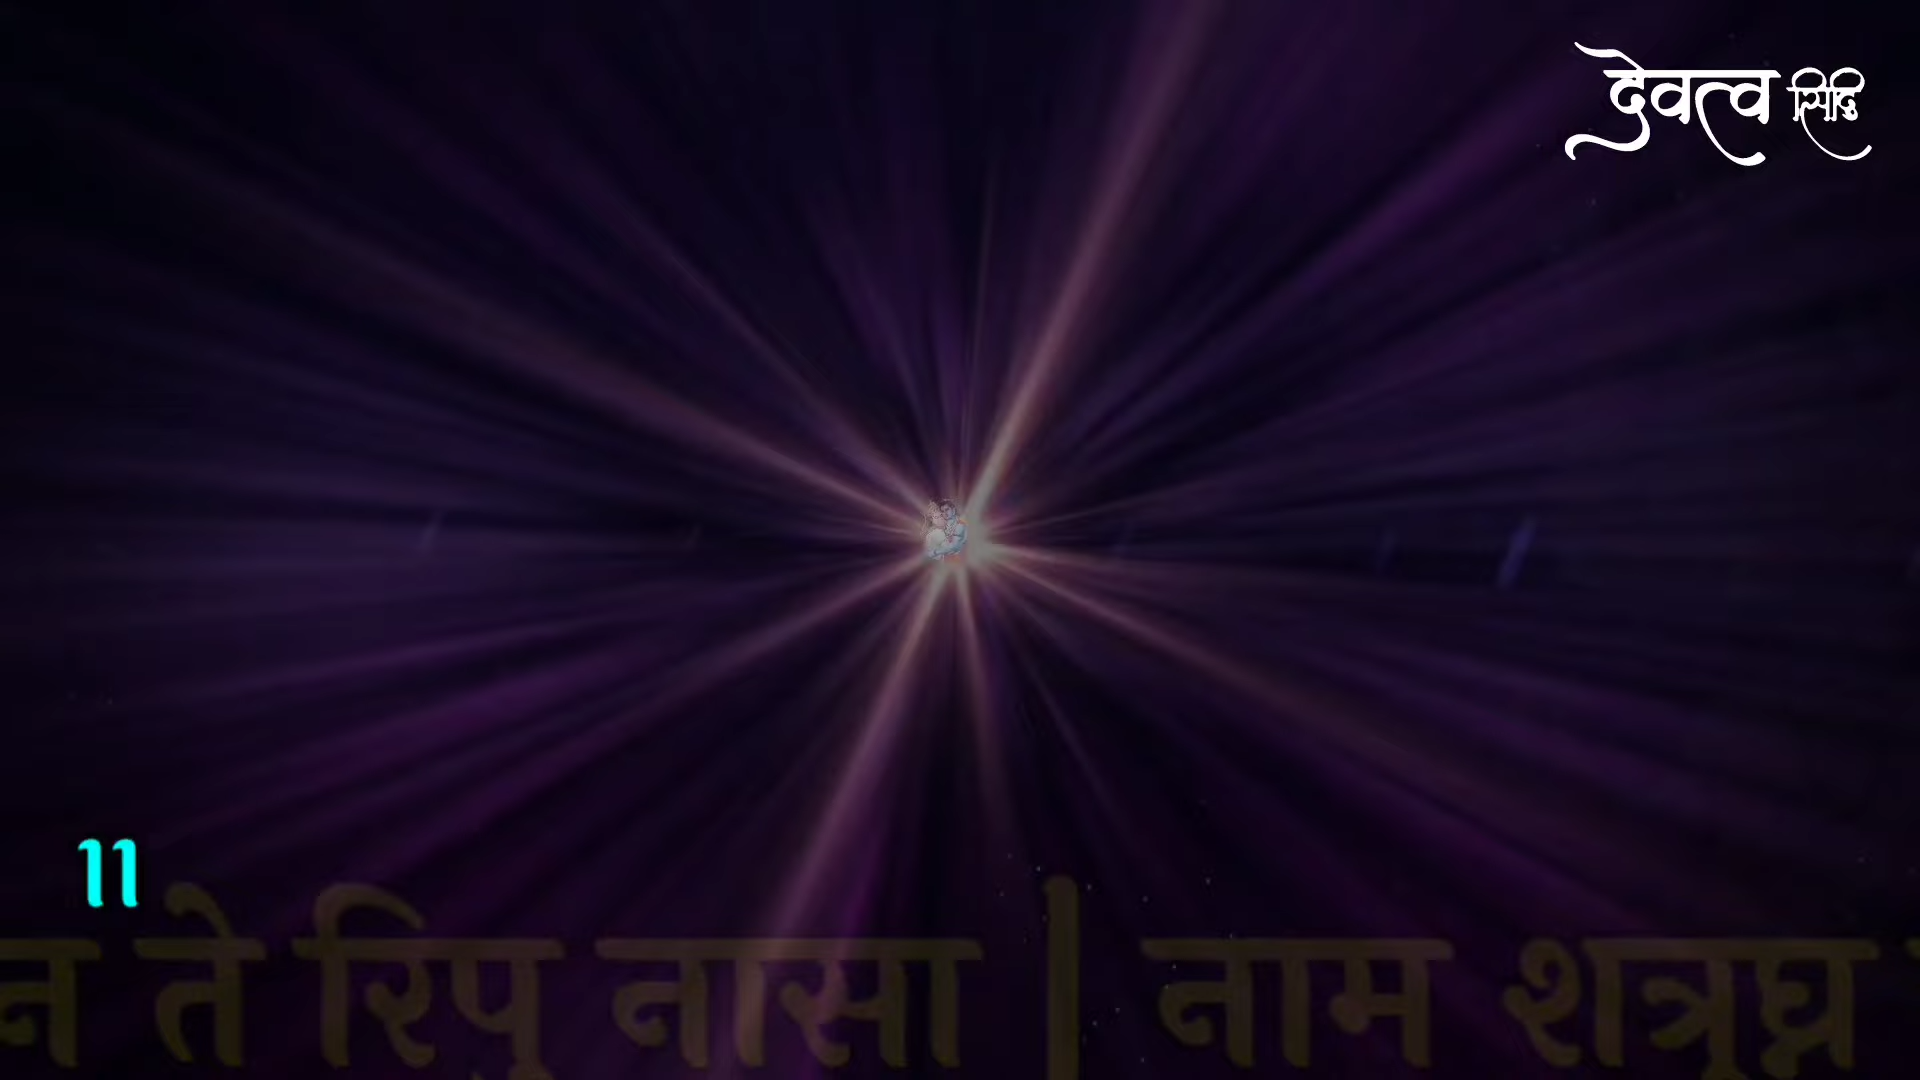 देवत्व सिद्धि
11
न ते रिपु नासा | नाम शत्रुघ्न